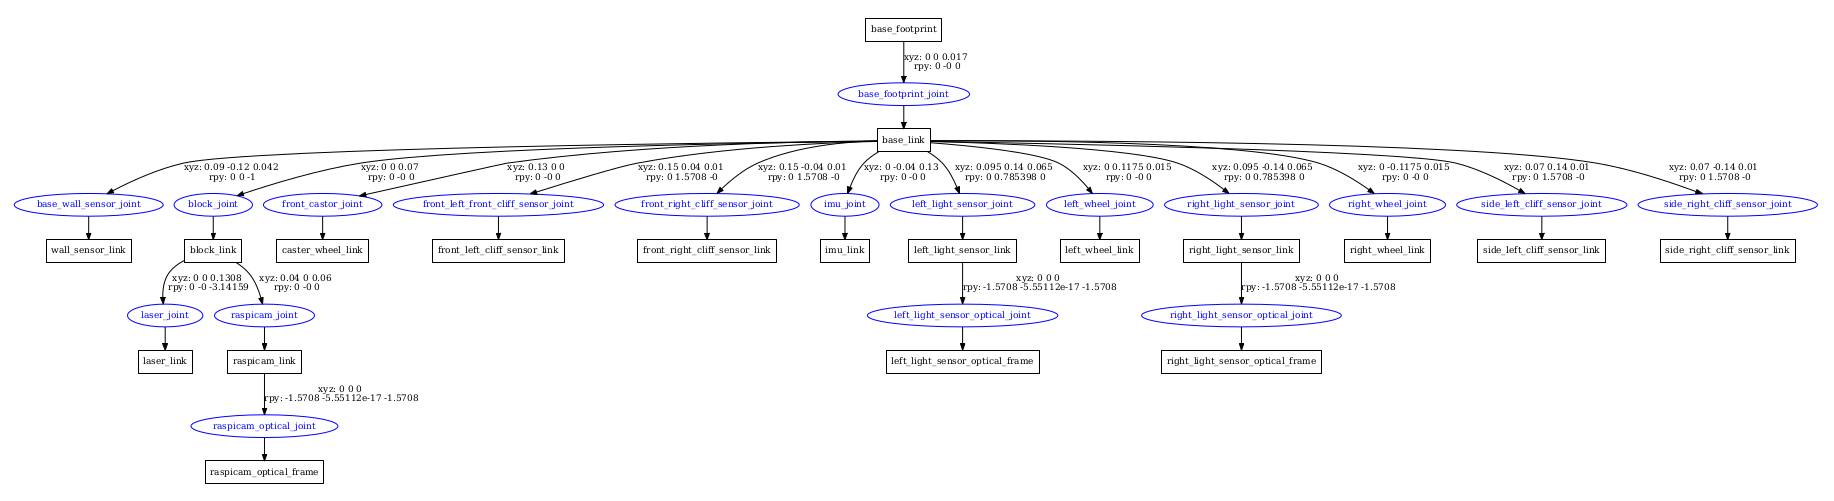 base_footprint
xyz: 0 0 0.017
rpy: 0 -0 0
base_footprint_joint
base_link
xyz: 0.09 -0.12 0.042
rpy: 0 0 -1
xyz: 0 0 0.07
rpy: 0 -0 0
xyz: 0.13 0 0
rpy: 0 -0 0
xyz: 0.15 0.04 0.01
rpy: 0 1.5708 -0
xyz: 0.15 -0.04 0.01
rpy: 0 1.5708 -0
xyz: 0 -0.04 0.13
rpy: 0 -0 0
xyz: 0.095 0.14 0.065
rpy: 0 0.785398 0
xyz: 0 0.1175 0.015
rpy: 0 -0 0
xyz: 0.095 -0.14 0.065
rpy: 0 0.785398 0
xyz: 0 -0.1175 0.015
rpy: 0 -0 0
xyz: 0.07 0.14 0.01
rpy: 0 1.5708 -0
xyz: 0.07 -0.14 0.01
rpy: 0 1.5708 -0
base_wall_sensor_joint
block_joint
front_castor_joint
front_left_front_cliff_sensor_joint
front_right_cliff_sensor_joint
imu_joint
left_light_sensor_joint
left_wheel_joint
right_light_sensor_joint
right_wheel_joint
side_left_cliff_sensor_joint
side_right_cliff_sensor_joint
wall_sensor_link
block_link
caster_wheel_link
front_left_cliff_sensor_link
front_right_cliff_sensor_link
imu_link
left_light_sensor_link
left_wheel_link
right_light_sensor_link
right_wheel_link
side_left_cliff_sensor_link
side_right_cliff_sensor_link
xyz: 0 0 0.1308
rpy: 0 -0 -3.14159
xyz: 0.04 0 0.06
rpy: 0 -0 0
xyz: 0 0 0
rpy: -1.5708 -5.55112e-17 -1.5708
xyz: 0 0 0
rpy: -1.5708 -5.55112e-17 -1.5708
laser_joint
raspicam_joint
left_light_sensor_optical_joint
right_light_sensor_optical_joint
laser_link
raspicam_link
left_light_sensor_optical_frame
right_light_sensor_optical_frame
xyz: 0 0 0
rpy: -1.5708 -5.55112e-17 -1.5708
raspicam_optical_joint
raspicam_optical_frame